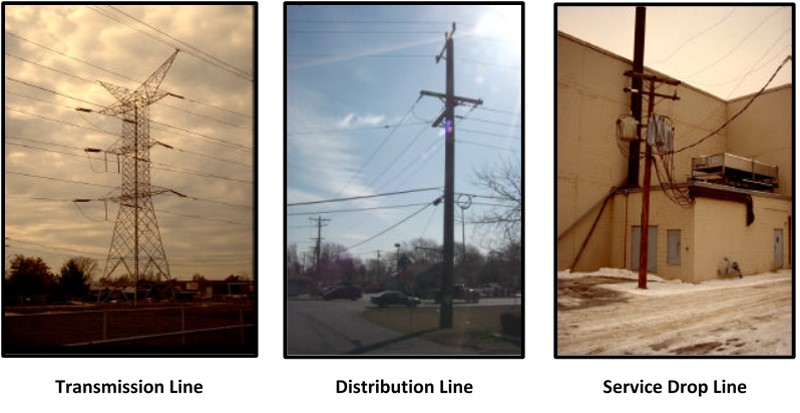 Transmission Line
Distribution Line
Service Drop Line